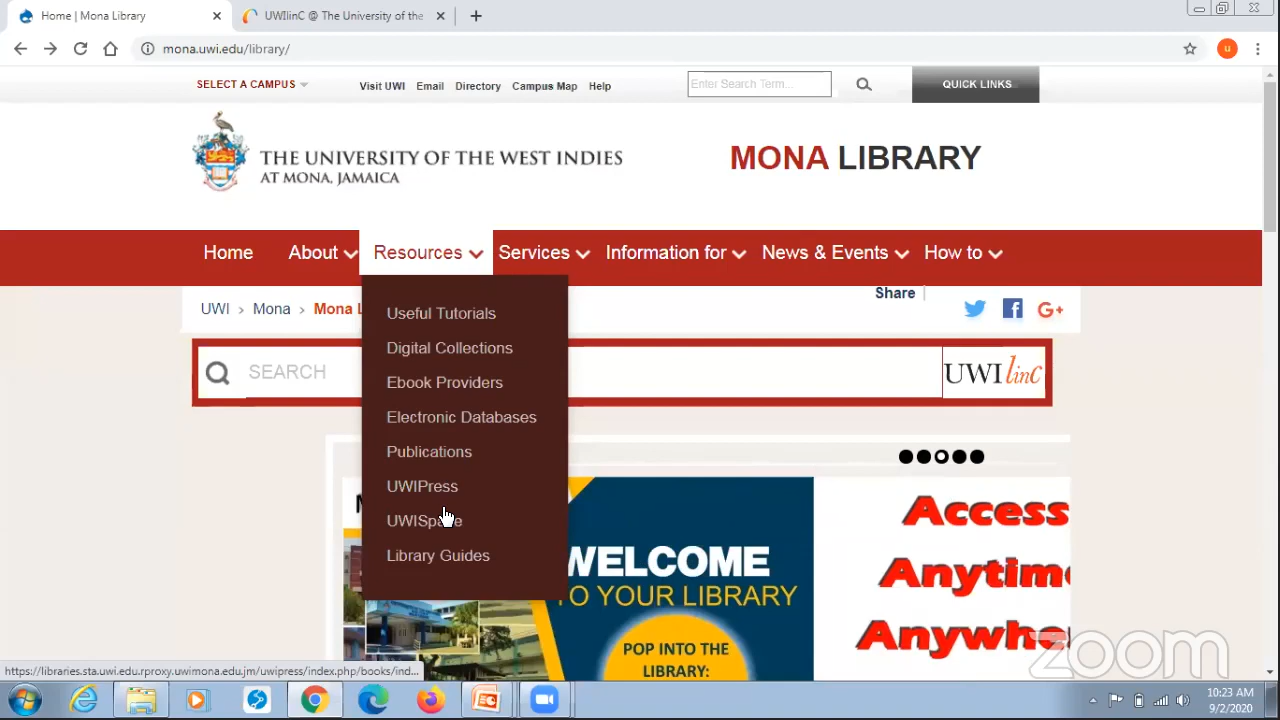 Home | Mona Library
UWIlinC @ The University of the
mona.uwi.edu/library/
u
SELECT A CAMPUS
Visit UWI Email Directory Campus Map Help
Enter Search Term...
QUICK LINKS
THE UNIVERSITY OF THE WEST INDIES
AT MONA, JAMAICA
MONA LIBRARY
Home About Resources Services Information for News & Events How to
UWI > Mona > Mona L
Share
G+
Useful Tutorials
Digital Collections
Ebook Providers
Electronic Databases
Publications
UWIPress
UWISpace
Library Guides
SEARCH
UWI linC
WELCOME
TO YOUR LIBRARY
POP INTO THE
LIBRARY:
Access
Anytime
Anywhe
zoom
https://libraries.sta.uwi.edu.rproxy.uwimona.edu.jm/uwipress/index.php/books/ind...
10:23 AM
9/2/2020